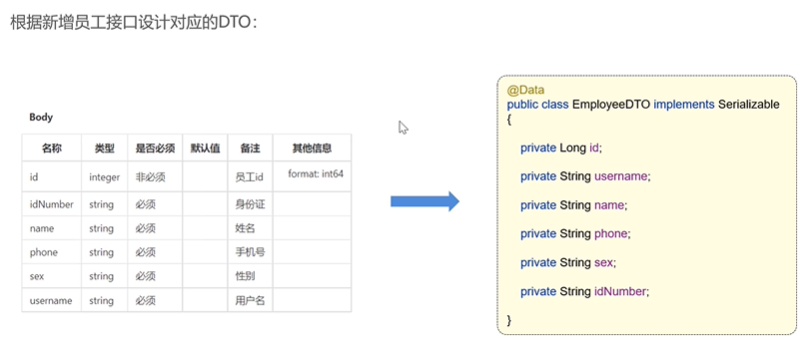 根据新增员工接口设计对应的DTO：
Body
名称 类型 是否必须 默认值 备注 其他信息
id integer 非必须 员工id format: int64
idNumber string 必须 身份证
name string 必须 姓名
phone string 必须 手机号
sex string 必须 性别
username string 必须 用户名
@Data
public class EmployeeDTO implements Serializable
{
private Long id;
private String username;
private String name;
private String phone;
private String sex;
private String idNumber;
}